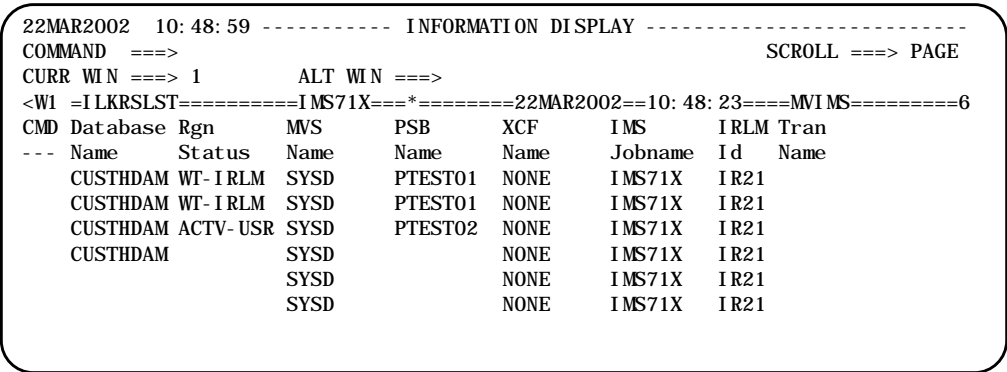 22MAR2002  10:48:59 ----------- INFORMATION DISPLAY ----------------------------
COMMAND  ===>                                                 SCROLL ===> PAGE
CURR WIN ===> 1          ALT WIN ===>
<W1 =ILKRSLST==========IMS71X===*========22MAR2002==10:48:23====MVIMS=========6
CMD Database Rgn       MVS      PSB      XCF      IMS      IRLM Tran
--- Name     Status    Name     Name     Name     Jobname  Id   Name
    CUSTHDAM WT-IRLM   SYSD     PTEST01  NONE     IMS71X   IR21
    CUSTHDAM WT-IRLM   SYSD     PTEST01  NONE     IMS71X   IR21
    CUSTHDAM ACTV-USR  SYSD     PTEST02  NONE     IMS71X   IR21
    CUSTHDAM           SYSD              NONE     IMS71X   IR21
                       SYSD              NONE     IMS71X   IR21
                       SYSD              NONE     IMS71X   IR21